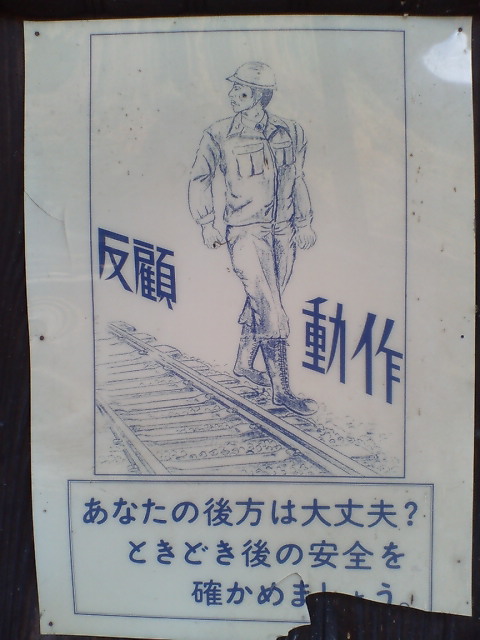 反顧
動作
あなたの後方は大丈夫?
ときどき後の安全を
確かめましょう。